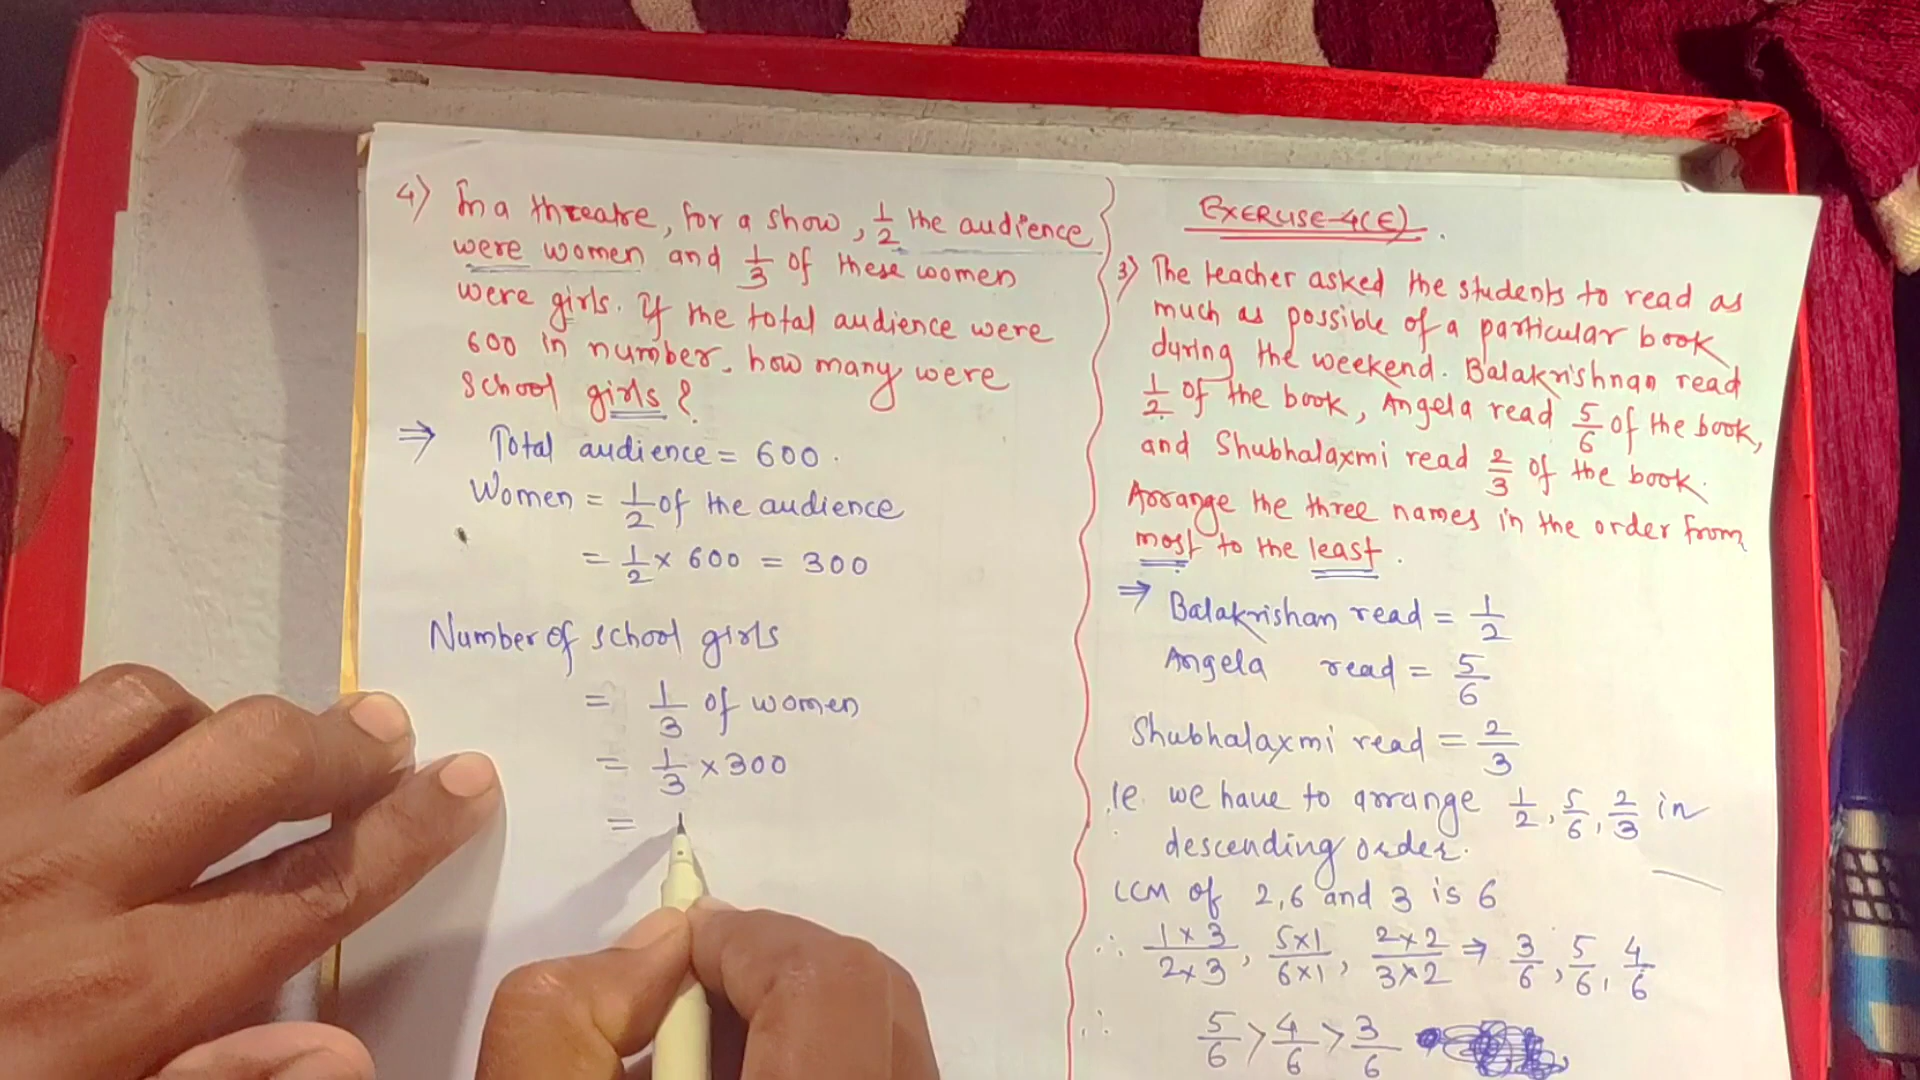 4) In a threatre, for a show, 1/2 the audience
were women and 1/3 of these women
were girls. If the total audience were
600 in number, how many were
school girls?
⇒ Total audience = 600.
Women = 1/2 of the audience
= 1/2 × 600 = 300
Number of school girls
= 1/3 of women
= 1/3 × 300
= 1
EXERCISE-4(E).
3) The teacher asked the students to read as
much as possible of a particular book
during the weekend. Balakrishnan read
1/2 of the book, Angela read 5/6 of the book,
and Shubhalaxmi read 2/3 of the book.
Arrange the three names in the order from
most to the least.
⇒ Balakrishan read = 1/2
Angela read = 5/6
Shubhalaxmi read = 2/3
ie. we have to arrange 1/2, 5/6, 2/3 in
descending order.
LCM of 2,6 and 3 is 6
∴ 1×3/2×3, 5×1/6×1, 2×2/3×2 ⇒ 3/6, 5/6, 4/6
∴ 5/6 > 4/6 > 3/6